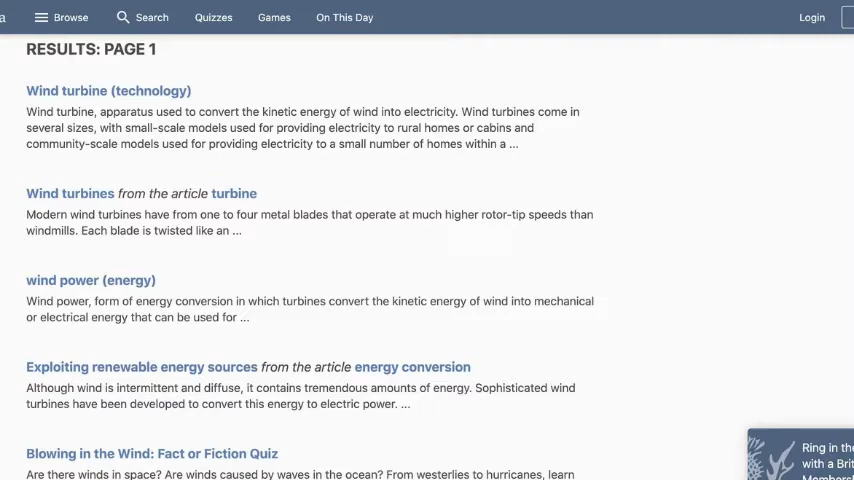 a Browse Search Quizzes Games On This Day Login
RESULTS: PAGE 1
Wind turbine (technology)
Wind turbine, apparatus used to convert the kinetic energy of wind into electricity. Wind turbines come in
several sizes, with small-scale models used for providing electricity to rural homes or cabins and
community-scale models used for providing electricity to a small number of homes within a ...
Wind turbines from the article turbine
Modern wind turbines have from one to four metal blades that operate at much higher rotor-tip speeds than
windmills. Each blade is twisted like an ...
wind power (energy)
Wind power, form of energy conversion in which turbines convert the kinetic energy of wind into mechanical
or electrical energy that can be used for ...
Exploiting renewable energy sources from the article energy conversion
Although wind is intermittent and diffuse, it contains tremendous amounts of energy. Sophisticated wind
turbines have been developed to convert this energy to electric power. ...
Blowing in the Wind: Fact or Fiction Quiz
Are there winds in space? Are winds caused by waves in the ocean? From westerlies to hurricanes, learn
Ring in the
with a Brit